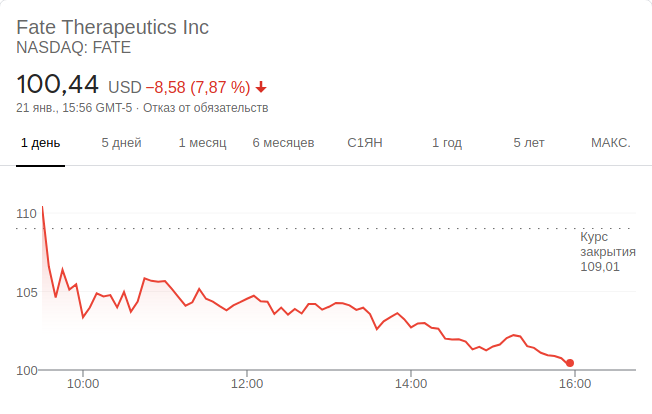 Fate Therapeutics Inc
NASDAQ: FATE
100,44 USD −8,58 (7,87 %)
21 янв., 15:56 GMT-5 · Отказ от обязательств
1 день 5 дней 1 месяц 6 месяцев С1ЯН 1 год 5 лет МАКС.
110
Курс
закрытия
109,01
105
100
10:00 12:00 14:00 16:00